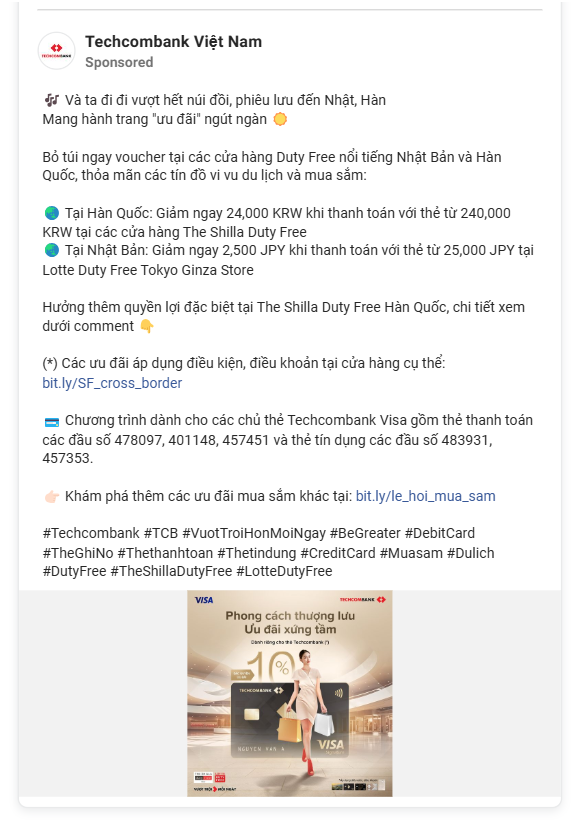 TECHCOMBANK
Techcombank Việt Nam
Sponsored
🎶 Và ta đi đi vượt hết núi đồi, phiêu lưu đến Nhật, Hàn
Mang hành trang "ưu đãi" ngút ngàn 🌞
Bỏ túi ngay voucher tại các cửa hàng Duty Free nổi tiếng Nhật Bản và Hàn
Quốc, thỏa mãn các tín đồ vi vu du lịch và mua sắm:
🌏 Tại Hàn Quốc: Giảm ngay 24,000 KRW khi thanh toán với thẻ từ 240,000
KRW tại các cửa hàng The Shilla Duty Free
🌏 Tại Nhật Bản: Giảm ngay 2,500 JPY khi thanh toán với thẻ từ 25,000 JPY tại
Lotte Duty Free Tokyo Ginza Store
Hưởng thêm quyền lợi đặc biệt tại The Shilla Duty Free Hàn Quốc, chi tiết xem
dưới comment 👇
(*) Các ưu đãi áp dụng điều kiện, điều khoản tại cửa hàng cụ thể:
bit.ly/SF_cross_border
💳 Chương trình dành cho các chủ thẻ Techcombank Visa gồm thẻ thanh toán
các đầu số 478097, 401148, 457451 và thẻ tín dụng các đầu số 483931,
457353.
👉🏻 Khám phá thêm các ưu đãi mua sắm khác tại: bit.ly/le_hoi_mua_sam
#Techcombank #TCB #VuotTroiHonMoiNgay #BeGreater #DebitCard
#TheGhiNo #Thethanhtoan #Thetindung #CreditCard #Muasam #Dulich
#DutyFree #TheShillaDutyFree #LotteDutyFree
VISA TECHCOMBANK
Phong cách thượng lưu
Ưu đãi xứng tầm
Dành riêng cho thẻ Techcombank (*)
10%
TECHCOMBANK
NGUYEN VAN A
VISA
VƯỢT TRỘI HƠN MỖI NGÀY